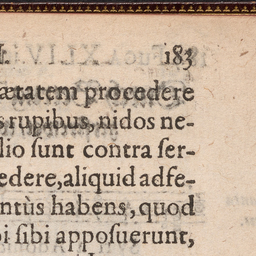 I. 183
ætatem procedere
s rupibus, nidos ne-
lio ſunt contra ſer-
edere, aliquid adfe-
ntùs habens, quod
i ſibi appoſuerunt,